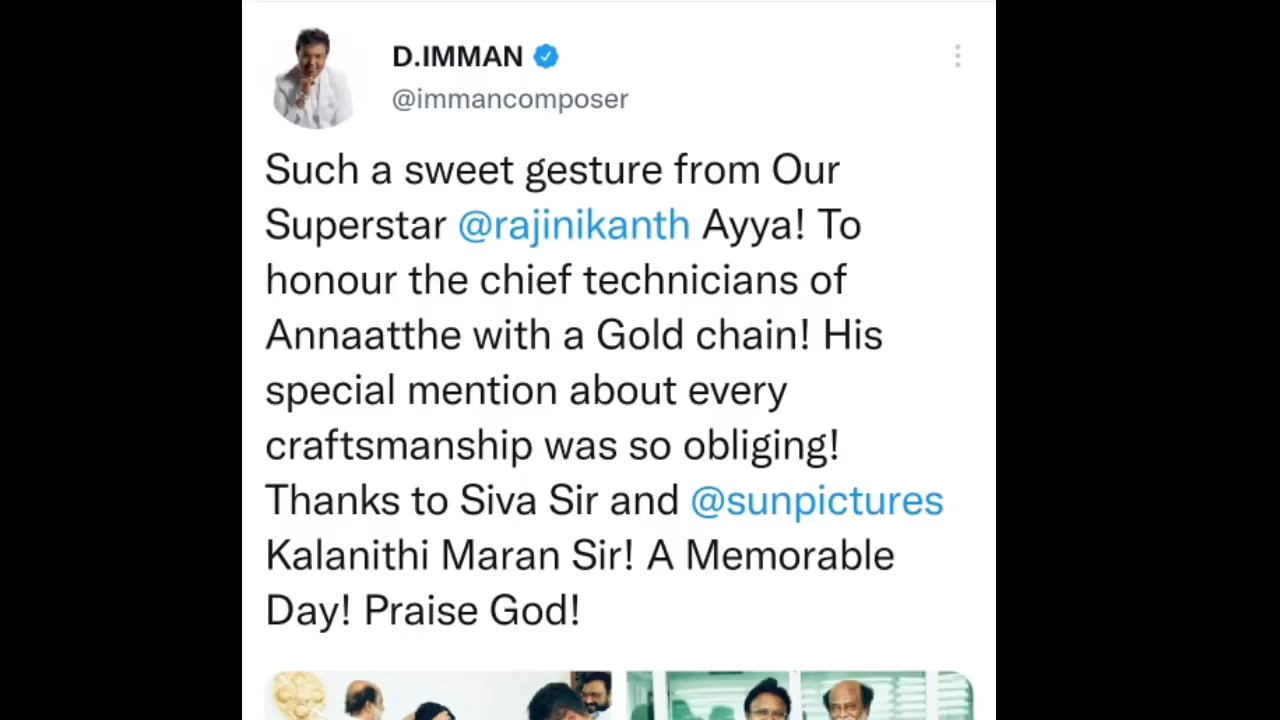 D.IMMAN
@immancomposer
Such a sweet gesture from Our
Superstar @rajinikanth Ayya! To
honour the chief technicians of
Annaatthe with a Gold chain! His
special mention about every
craftsmanship was so obliging!
Thanks to Siva Sir and @sunpictures
Kalanithi Maran Sir! A Memorable
Day! Praise God!